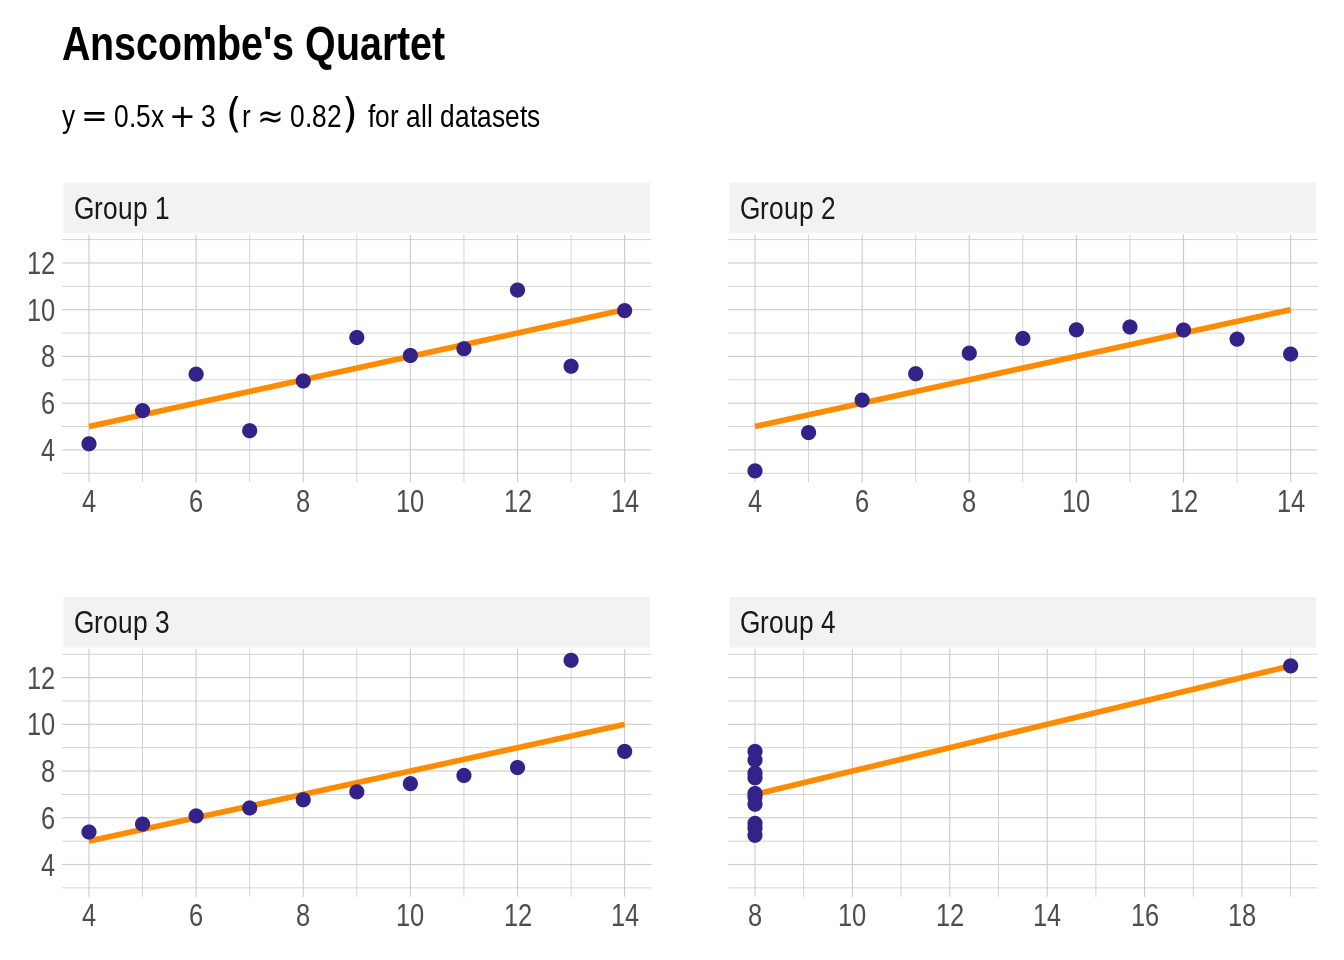 Anscombe's Quartet
y = 0.5x + 3 (r ≈ 0.82) for all datasets
Group 1
12
10
8
6
4
4 6 8 10 12 14
Group 2
4 6 8 10 12 14
Group 3
12
10
8
6
4
4 6 8 10 12 14
Group 4
8 10 12 14 16 18